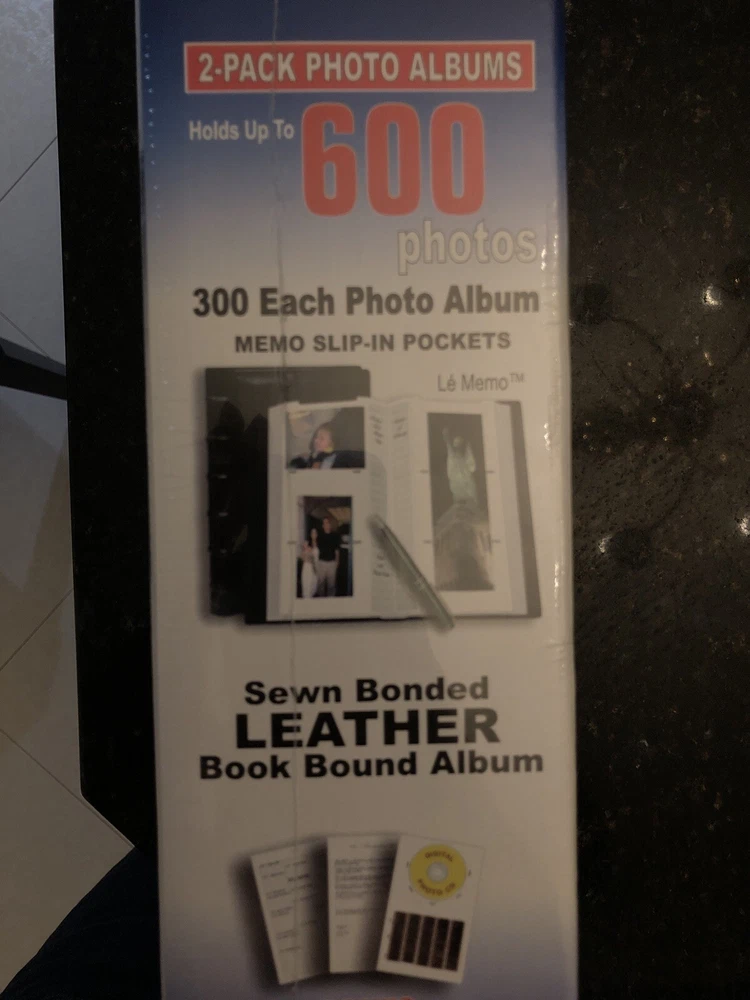 2-PACK PHOTO ALBUMS
Holds Up To
600
photos
300 Each Photo Album
MEMO SLIP-IN POCKETS
Lé Memo™
Sewn Bonded
LEATHER
Book Bound Album